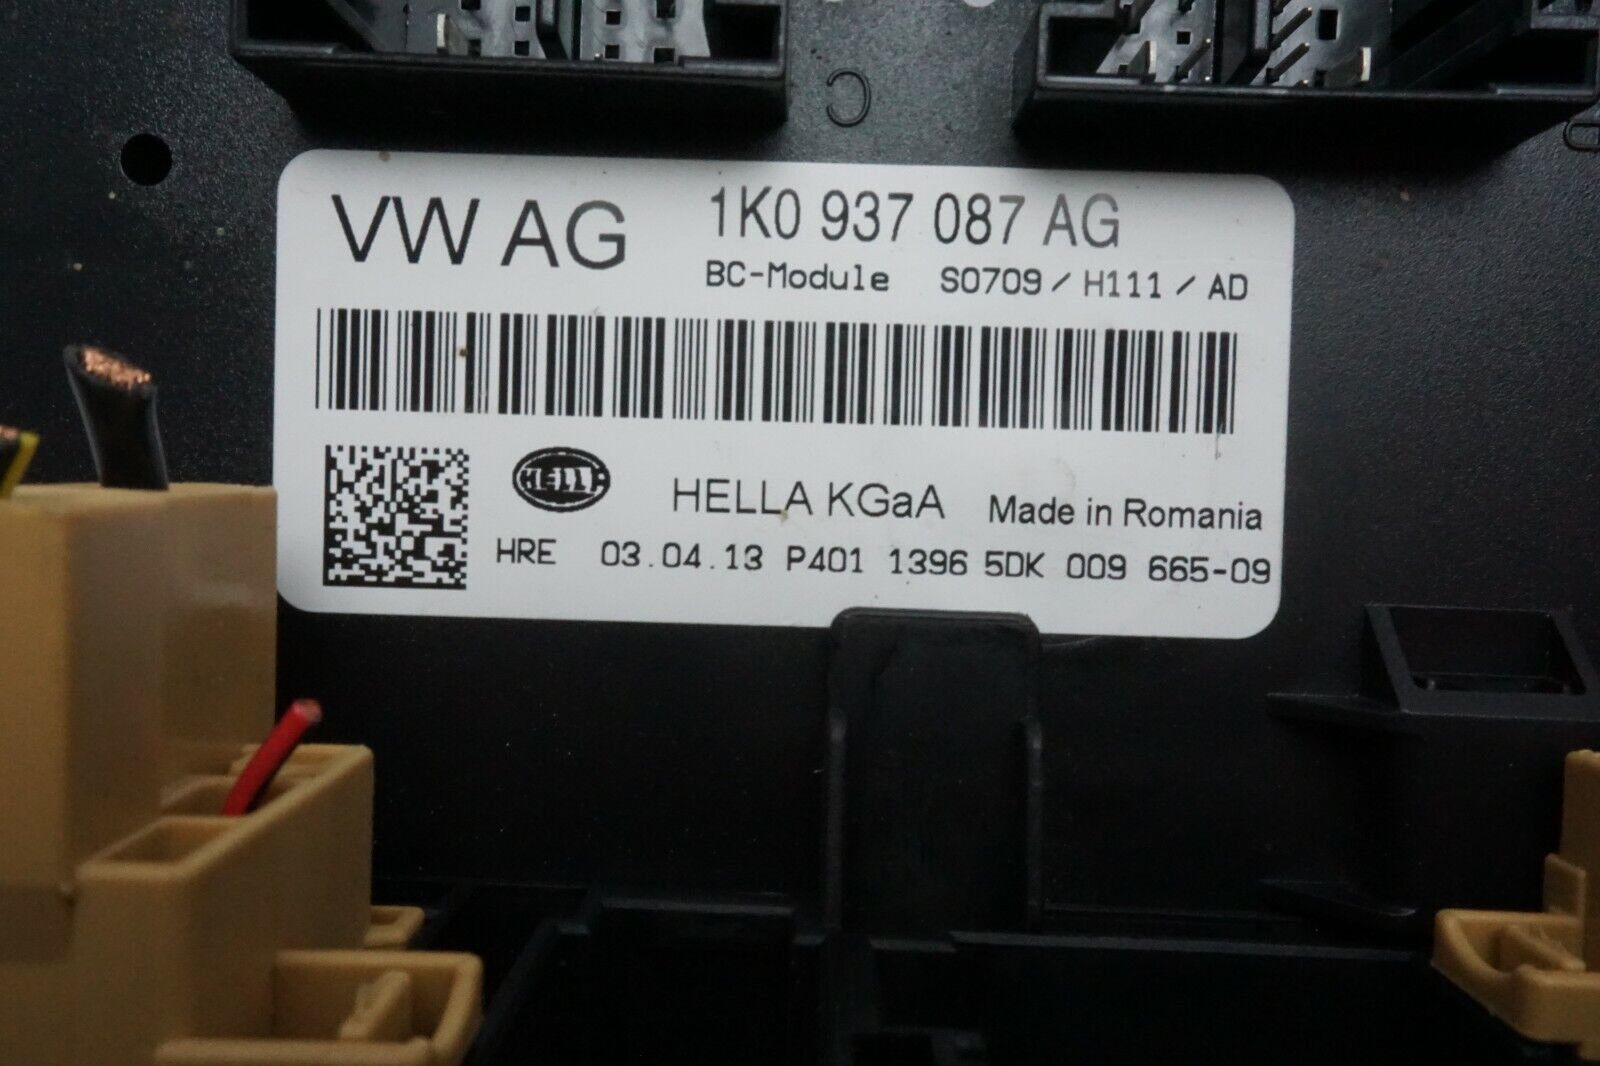 C
D
VW AG 1K0 937 087 AG
BC-Module S0709 / H111 / AD
HELLA HELLA KGaA Made in Romania
HRE 03.04.13 P401 1396 5DK 009 665-09